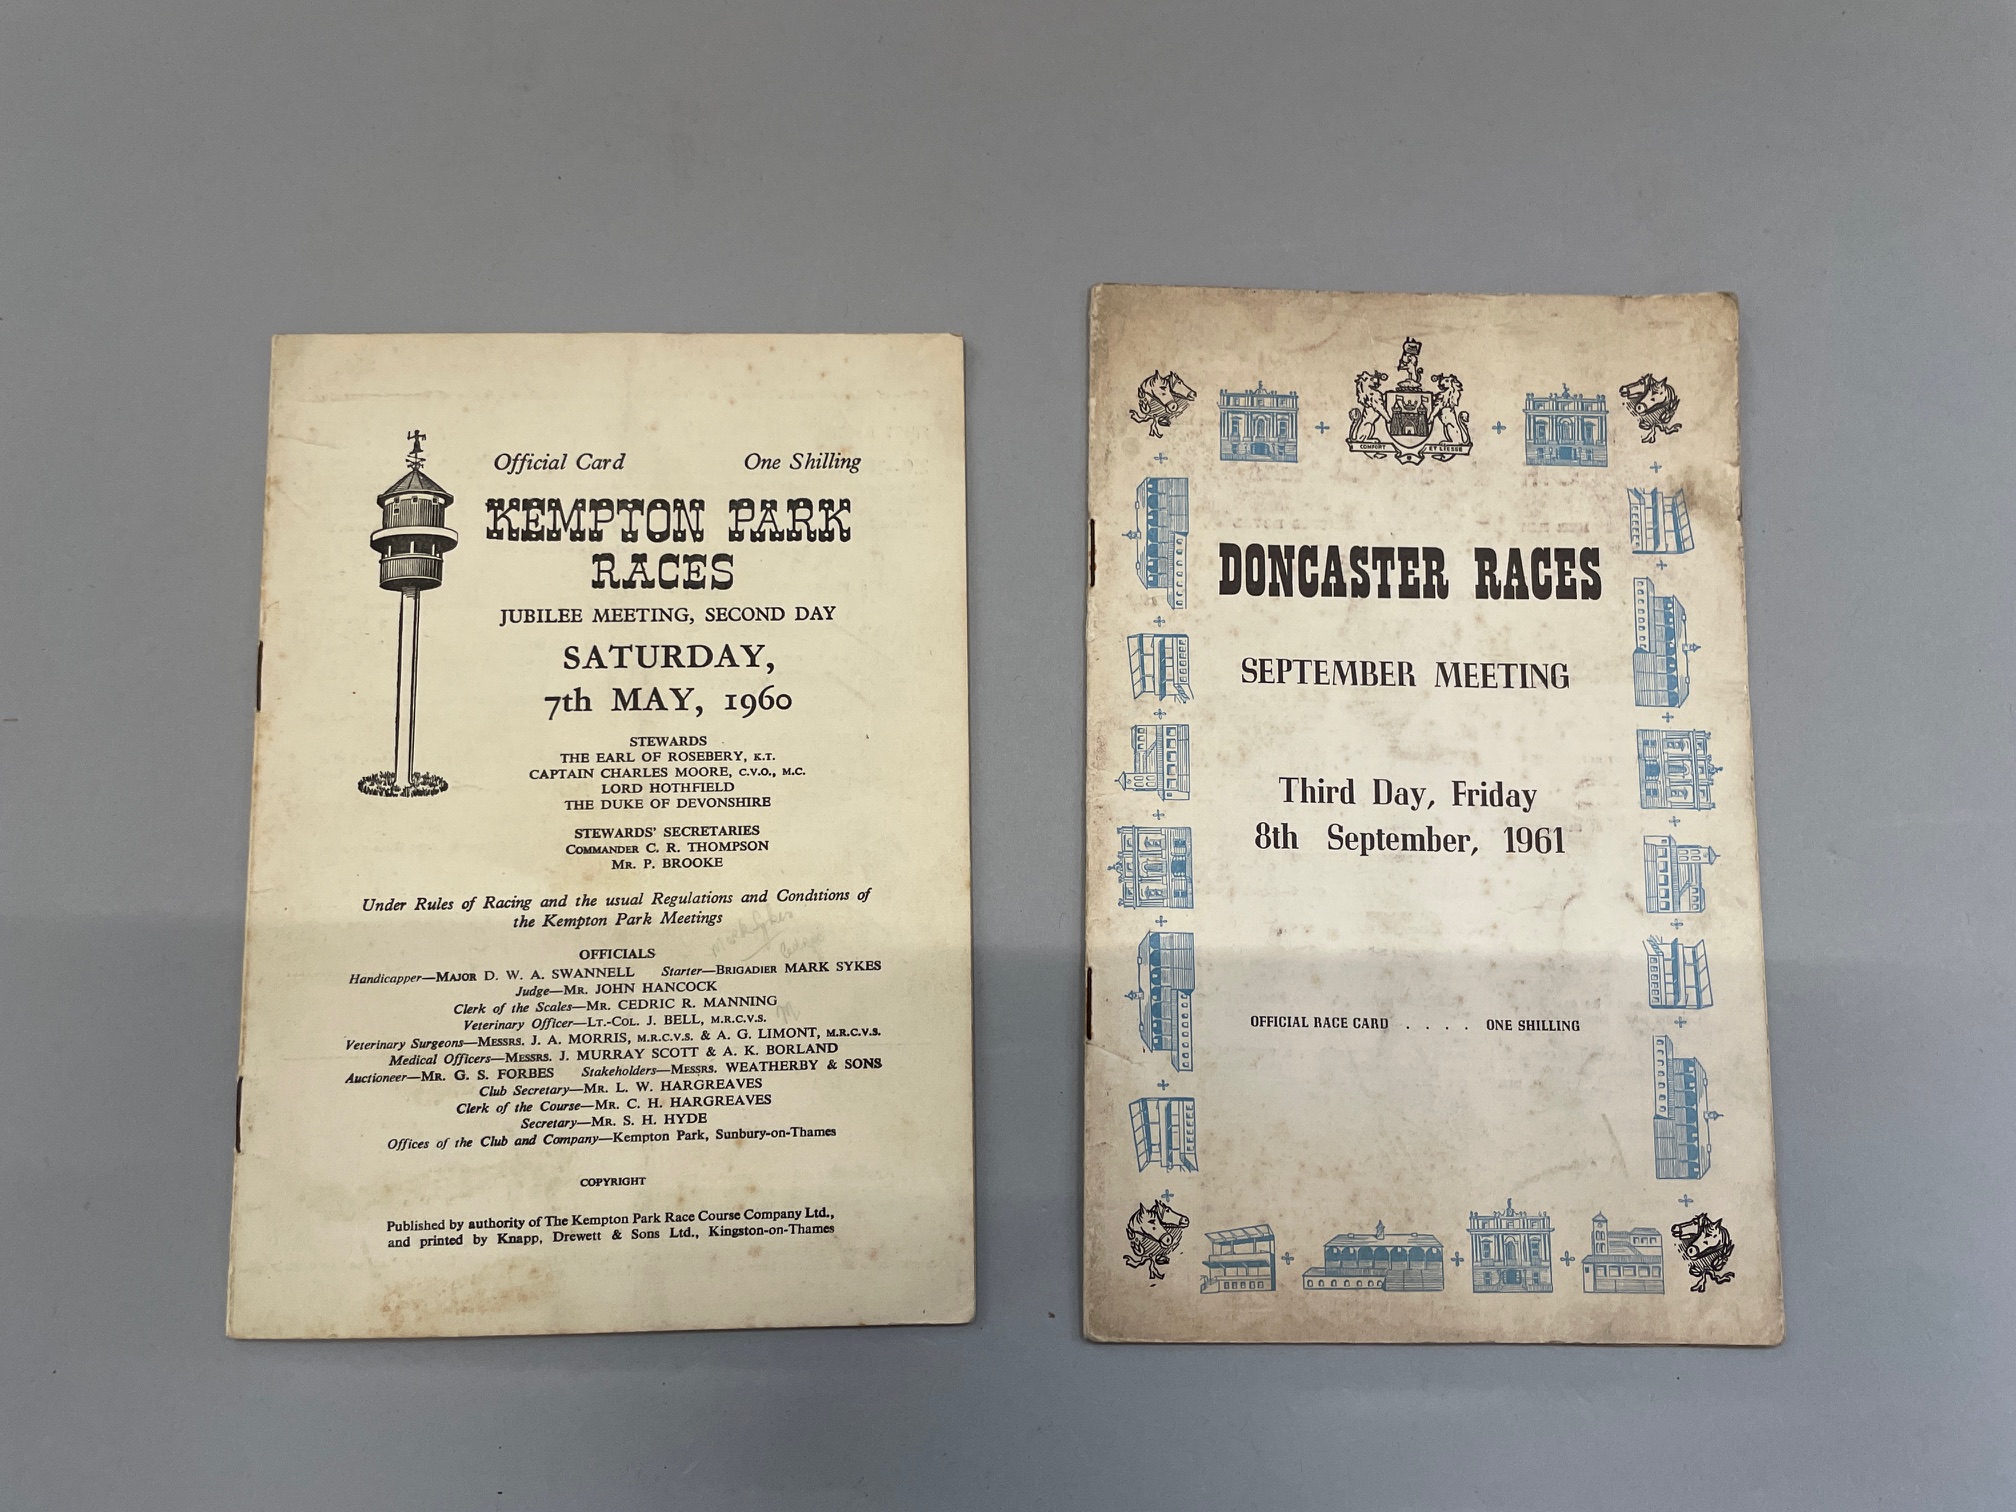 Official Card One Shilling
KEMPTON PARK
RACES
JUBILEE MEETING, SECOND DAY
SATURDAY,
7th MAY, 1960
STEWARDS
THE EARL OF ROSEBERY, K.T.
CAPTAIN CHARLES MOORE, C.V.O., M.C.
LORD HOTHFIELD
THE DUKE OF DEVONSHIRE
STEWARDS' SECRETARIES
COMMANDER C. R. THOMPSON
MR. P. BROOKE
Under Rules of Racing and the usual Regulations and Conditions of
the Kempton Park Meetings
Mark Sykes
OFFICIALS
Handicapper—MAJOR D. W. A. SWANNELL Starter—BRIGADIER MARK SYKES
Judge—MR. JOHN HANCOCK
Clerk of the Scales—MR. CEDRIC R. MANNING
Veterinary Officer—LT.-COL. J. BELL, M.R.C.V.S.
Veterinary Surgeons—MESSRS. J. A. MORRIS, M.R.C.V.S. & A. G. LIMONT, M.R.C.V.S.
Medical Officers—MESSRS. J. MURRAY SCOTT & A. K. BORLAND
Auctioneer—MR. G. S. FORBES Stakeholders—MESSRS. WEATHERBY & SONS
Club Secretary—MR. L. W. HARGREAVES
Clerk of the Course—MR. C. H. HARGREAVES
Secretary—MR. S. H. HYDE
Offices of the Club and Company—Kempton Park, Sunbury-on-Thames
COPYRIGHT
Published by authority of The Kempton Park Race Course Company Ltd.,
and printed by Knapp, Drewett & Sons Ltd., Kingston-on-Thames
COMFORT ET LIESSE
DONCASTER RACES
SEPTEMBER MEETING
Third Day, Friday
8th September, 1961
OFFICIAL RACE CARD . . . . ONE SHILLING